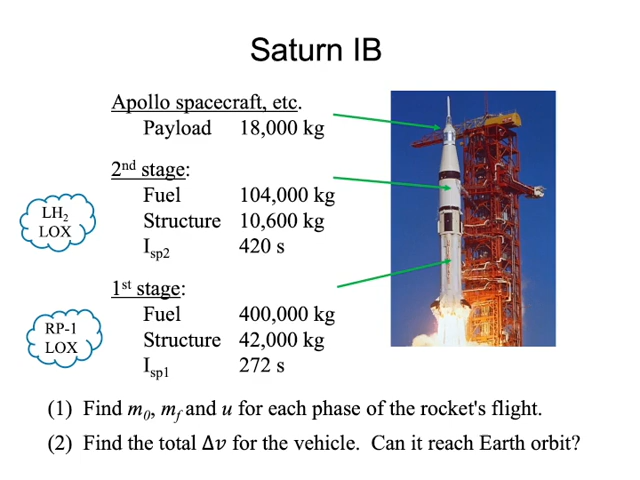 Saturn IB
Apollo spacecraft, etc.
Payload 18,000 kg
2nd stage:
Fuel 104,000 kg
Structure 10,600 kg
Isp2 420 s
LH2
LOX
1st stage:
Fuel 400,000 kg
Structure 42,000 kg
Isp1 272 s
RP-1
LOX
(1) Find m0, mf and u for each phase of the rocket's flight.
(2) Find the total Δv for the vehicle. Can it reach Earth orbit?